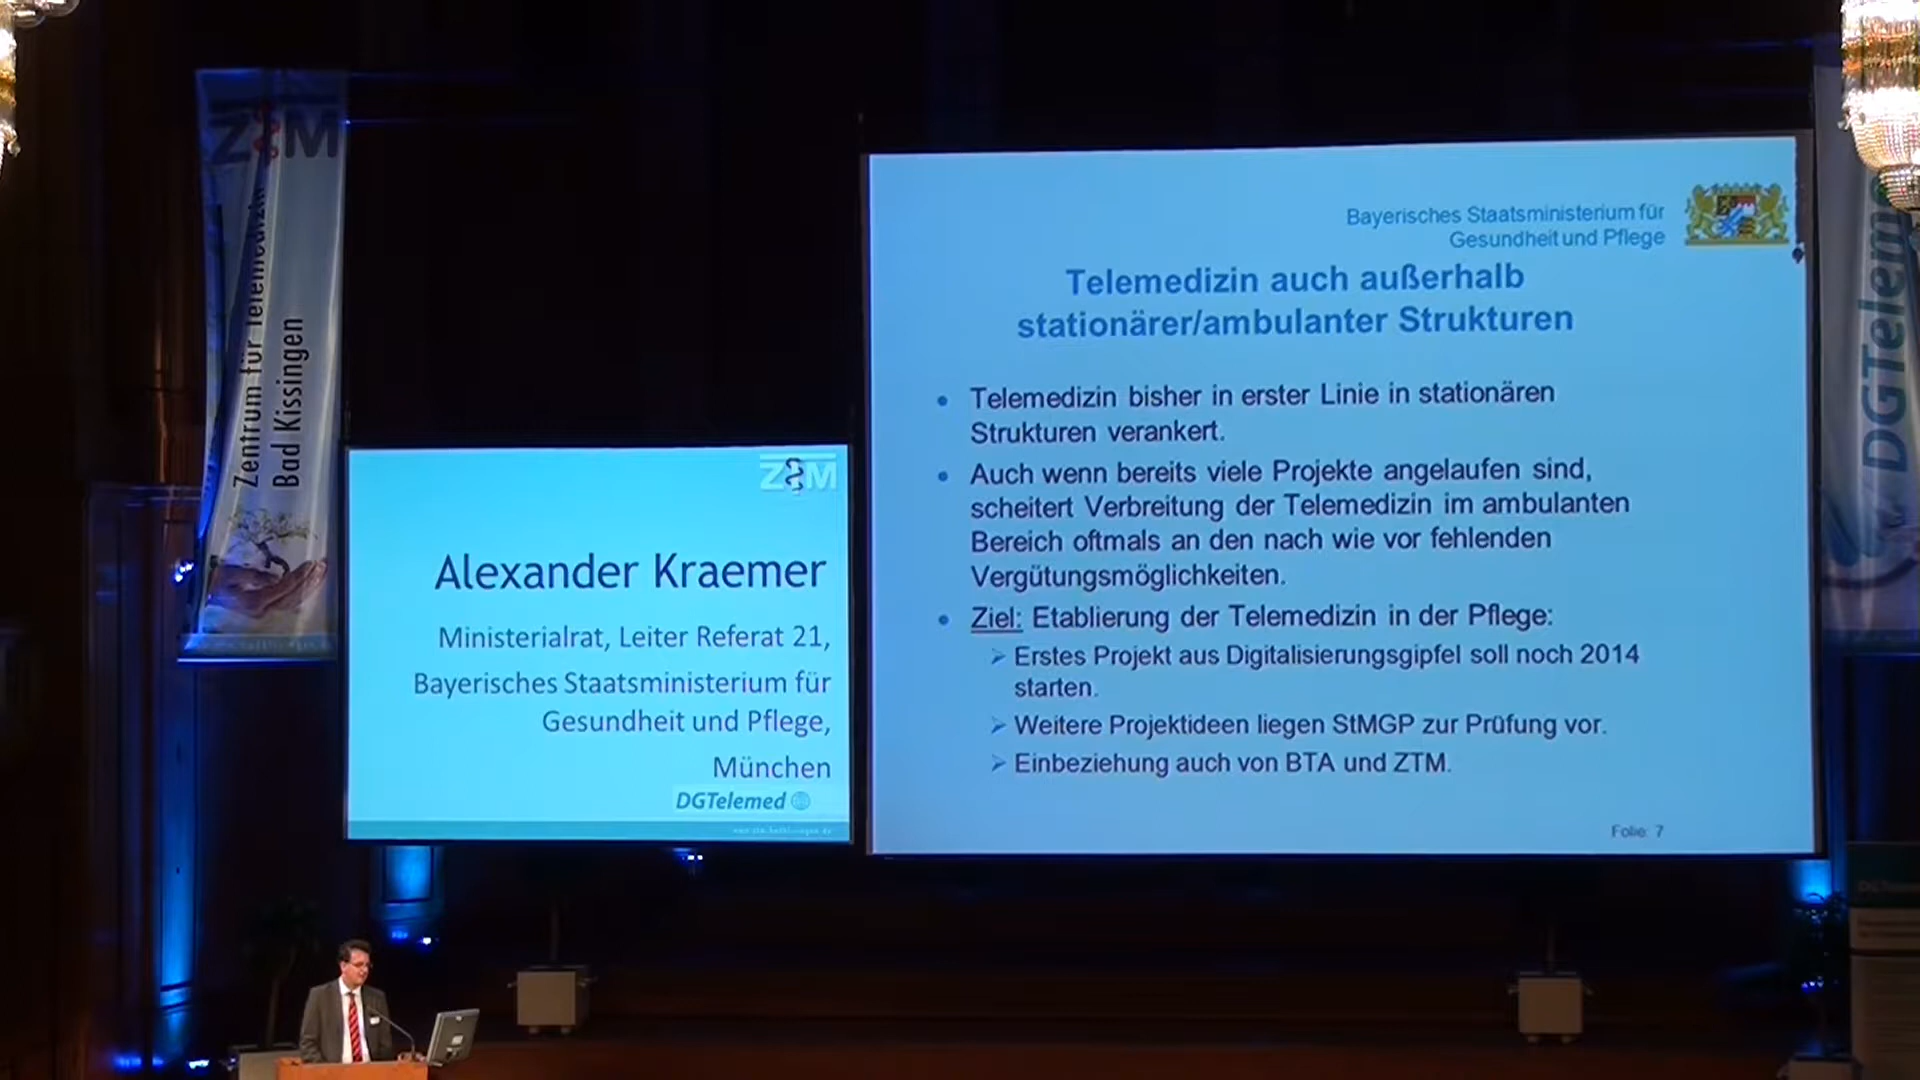 ZTM
Zentrum für Telemedizin
Bad Kissingen
ZTM
Alexander Kraemer
Ministerialrat, Leiter Referat 21,
Bayerisches Staatsministerium für
Gesundheit und Pflege,
München
DGTelemed
Bayerisches Staatsministerium für
Gesundheit und Pflege
Telemedizin auch außerhalb
stationärer/ambulanter Strukturen
• Telemedizin bisher in erster Linie in stationären
Strukturen verankert.
• Auch wenn bereits viele Projekte angelaufen sind,
scheitert Verbreitung der Telemedizin im ambulanten
Bereich oftmals an den nach wie vor fehlenden
Vergütungsmöglichkeiten.
• Ziel: Etablierung der Telemedizin in der Pflege:
➢ Erstes Projekt aus Digitalisierungsgipfel soll noch 2014
starten.
➢ Weitere Projektideen liegen StMGP zur Prüfung vor.
➢ Einbeziehung auch von BTA und ZTM.
Folie: 7
DGTeleme